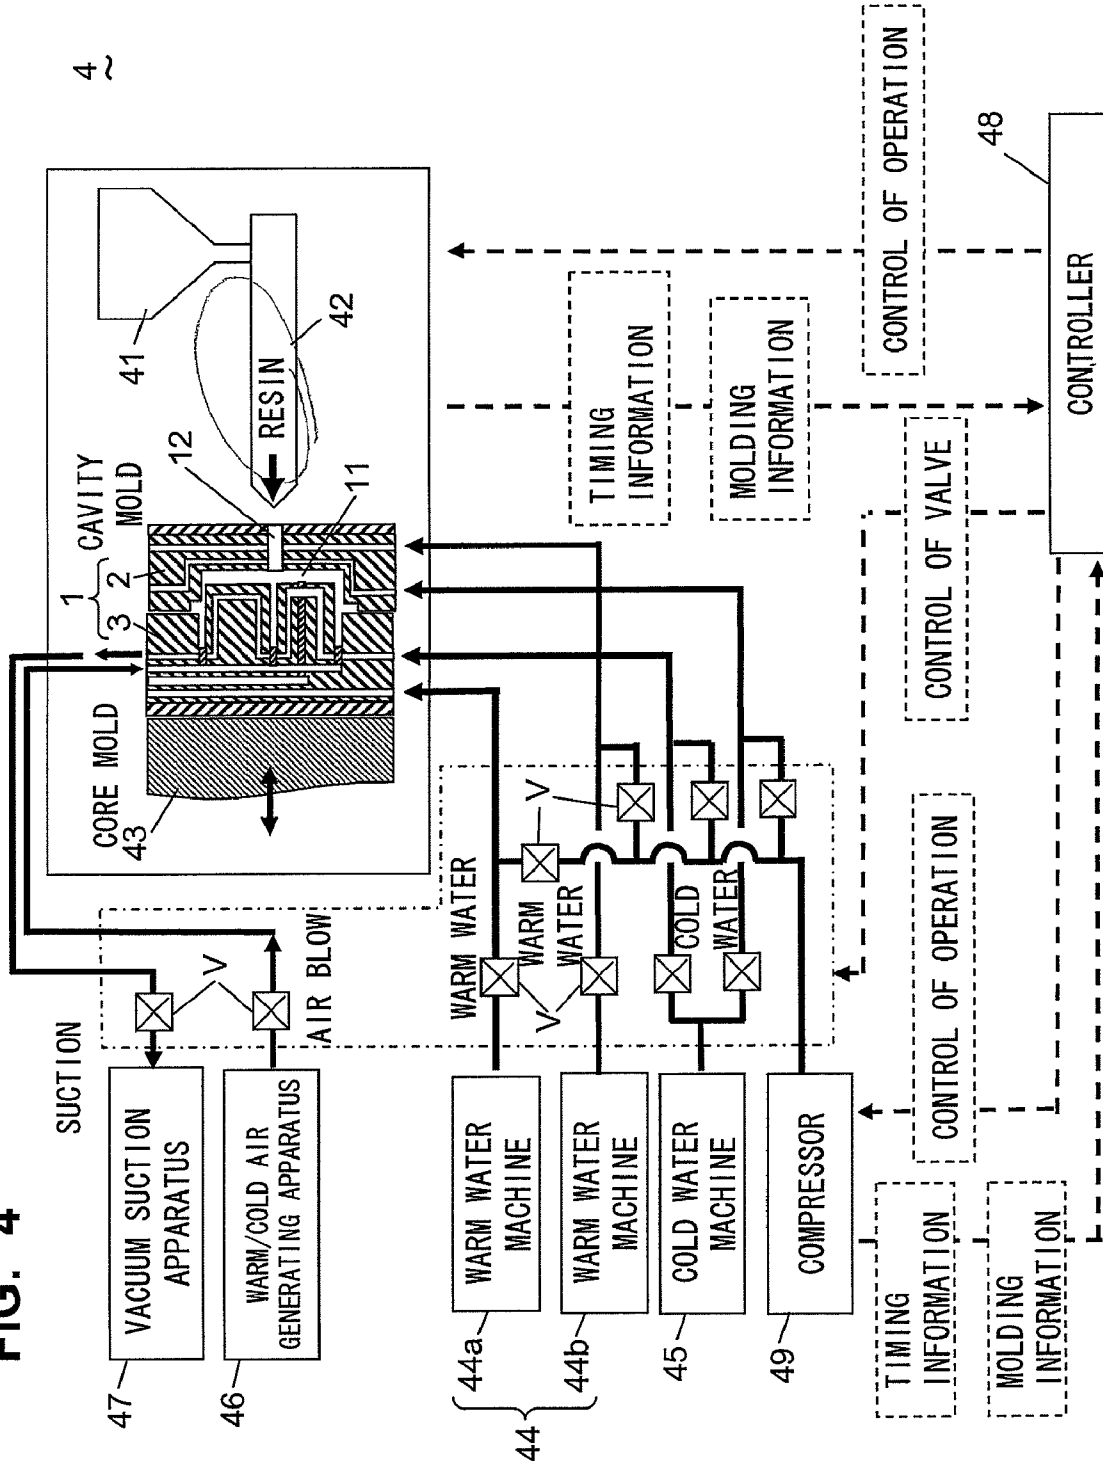 FIG. 4
4
SUCTION
47
VACUUM SUCTION
APPARATUS
46
WARM/COLD AIR
GENERATING APPARATUS
V
AIR BLOW
CORE MOLD
43
1
3
2
CAVITY
MOLD
12
11
RESIN
41
42
44
44a
WARM WATER
MACHINE
44b
WARM WATER
MACHINE
45
COLD WATER
MACHINE
49
COMPRESSOR
WARM WATER
WARM
WATER
V
V
COLD
WATER
TIMING
INFORMATION
MOLDING
INFORMATION
CONTROL OF OPERATION
CONTROL OF VALVE
CONTROL OF OPERATION
TIMING
INFORMATION
MOLDING
INFORMATION
48
CONTROLLER